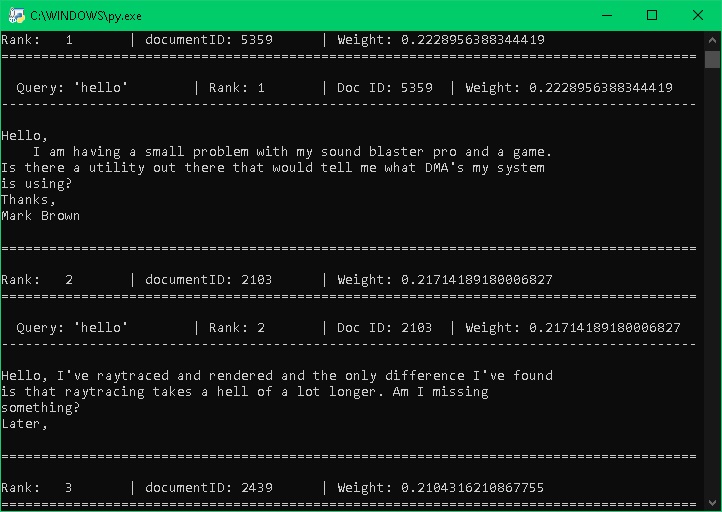 C:\WINDOWS\py.exe
Rank:   1       | documentID: 5359      | Weight: 0.2228956388344419
=======================================================================================
  Query: 'hello'        | Rank: 1       | Doc ID: 5359  | Weight: 0.2228956388344419
---------------------------------------------------------------------------------------
Hello,
    I am having a small problem with my sound blaster pro and a game.
Is there a utility out there that would tell me what DMA's my system
is using?
Thanks,
Mark Brown
=======================================================================================
Rank:   2       | documentID: 2103      | Weight: 0.21714189180006827
=======================================================================================
  Query: 'hello'        | Rank: 2       | Doc ID: 2103  | Weight: 0.21714189180006827
---------------------------------------------------------------------------------------
Hello, I've raytraced and rendered and the only difference I've found
is that raytracing takes a hell of a lot longer. Am I missing
something?
Later,
=======================================================================================
Rank:   3       | documentID: 2439      | Weight: 0.2104316210867755
=======================================================================================